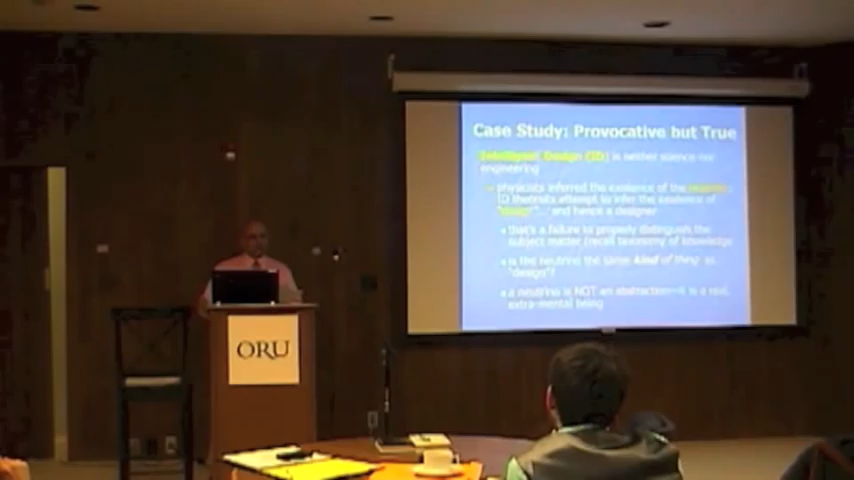 Case Study: Provocative but True
Intelligent Design (ID) is neither science nor
engineering
– physicists inferred the existence of the neutrino;
ID theorists attempt to infer the existence of
"design"... and hence a designer
• that's a failure to properly distinguish the
subject matter (recall taxonomy of knowledge
• is the neutrino the same kind of thing as
"design"?
• a neutrino is NOT an abstraction—it is a real,
extra-mental being
ORU